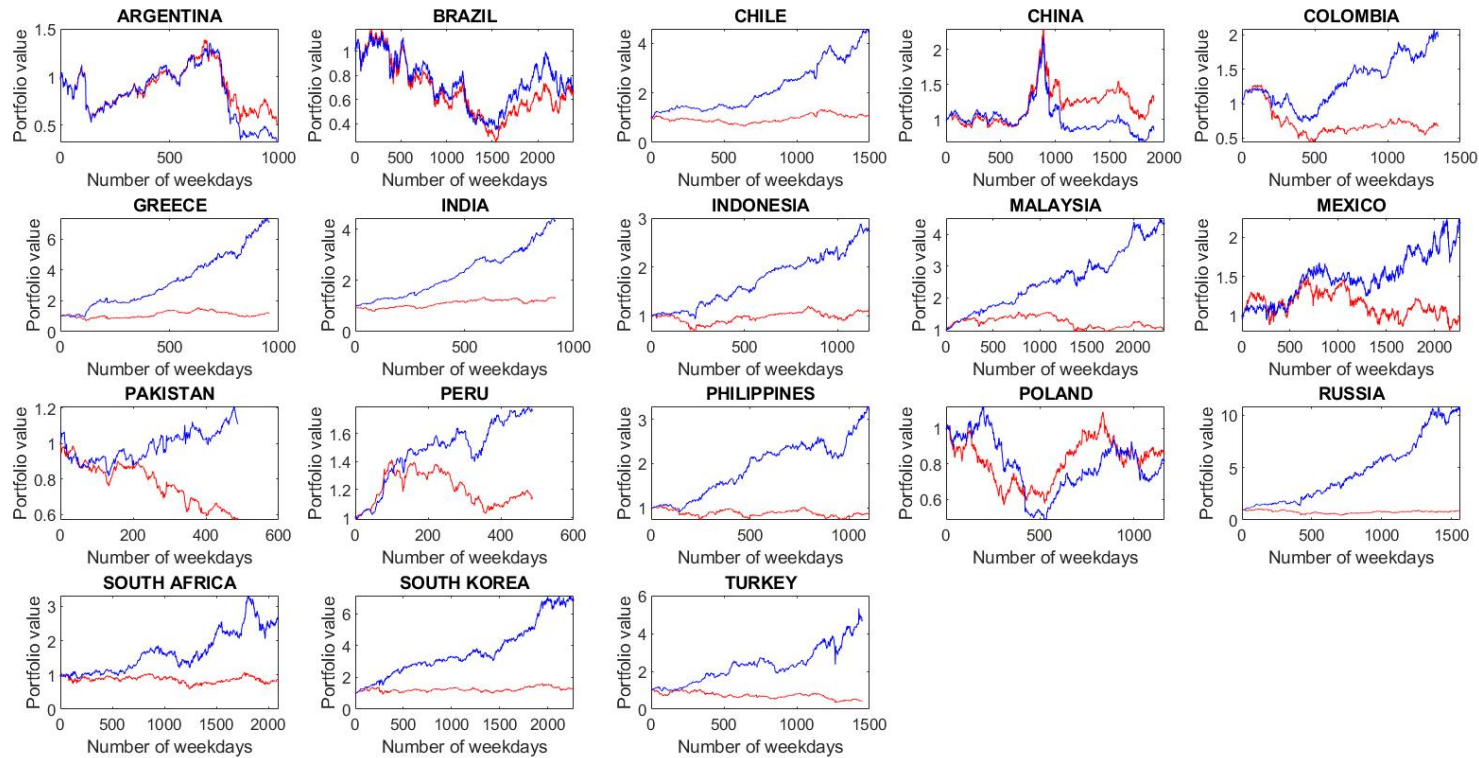 ARGENTINA
Portfolio value
1.5
1
0.5
0 500 1000
Number of weekdays
BRAZIL
Portfolio value
1
0.8
0.6
0.4
0 500 1000 1500 2000
Number of weekdays
CHILE
Portfolio value
4
2
0
0 500 1000 1500
Number of weekdays
CHINA
Portfolio value
2
1.5
1
0 500 1000 1500 2000
Number of weekdays
COLOMBIA
Portfolio value
2
1.5
1
0.5
0 500 1000 1500
Number of weekdays
GREECE
Portfolio value
6
4
2
0
0 500 1000
Number of weekdays
INDIA
Portfolio value
4
2
0
0 500 1000
Number of weekdays
INDONESIA
Portfolio value
3
2
1
0 500 1000
Number of weekdays
MALAYSIA
Portfolio value
4
3
2
1
0 500 1000 1500 2000
Number of weekdays
MEXICO
Portfolio value
2
1.5
1
0 500 1000 1500 2000
Number of weekdays
PAKISTAN
Portfolio value
1.2
1
0.8
0.6
0 200 400 600
Number of weekdays
PERU
Portfolio value
1.6
1.4
1.2
1
0 200 400 600
Number of weekdays
PHILIPPINES
Portfolio value
3
2
1
0 500 1000
Number of weekdays
POLAND
Portfolio value
1
0.8
0.6
0 500 1000
Number of weekdays
RUSSIA
Portfolio value
10
5
0
0 500 1000 1500
Number of weekdays
SOUTH AFRICA
Portfolio value
3
2
1
0
0 500 1000 1500 2000
Number of weekdays
SOUTH KOREA
Portfolio value
6
4
2
0
0 500 1000 1500 2000
Number of weekdays
TURKEY
Portfolio value
6
4
2
0
0 500 1000 1500
Number of weekdays